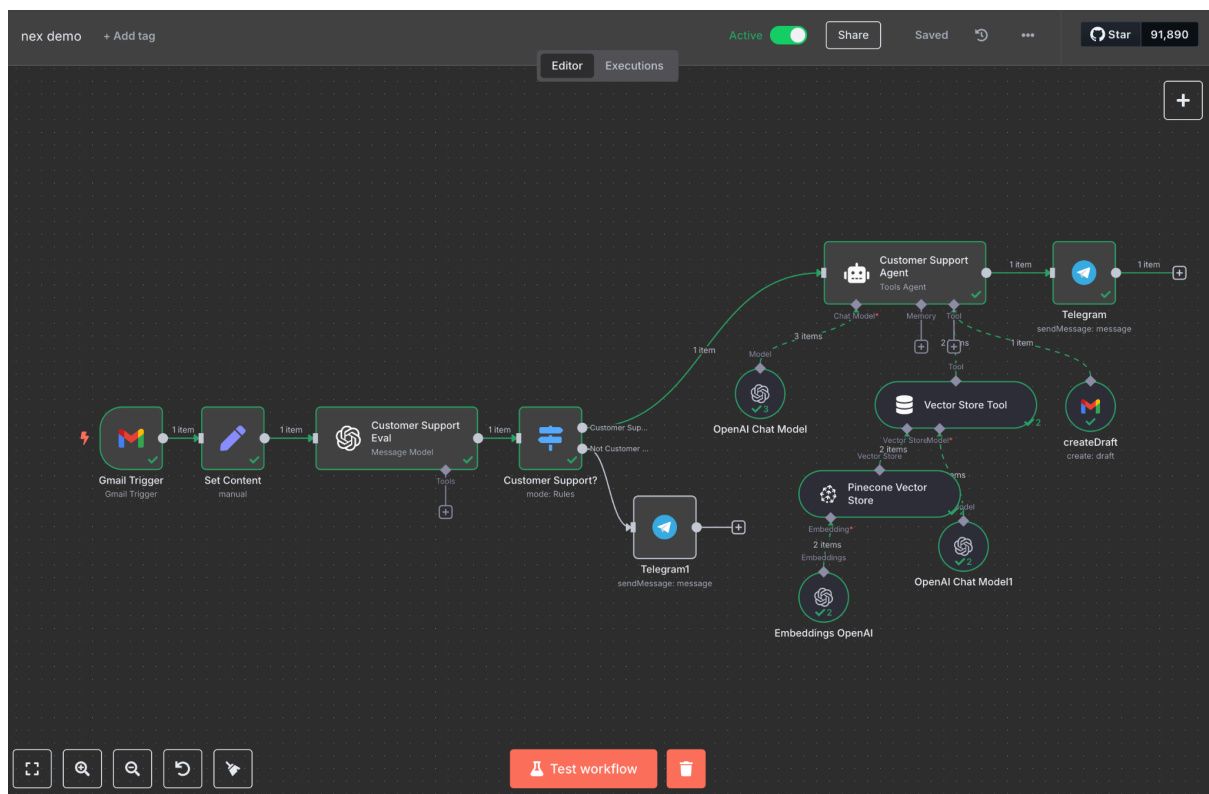 nex demo
+ Add tag
Active
Share
Saved
Star 91,890
Editor
Executions
Customer Support
Agent
Tools Agent
1 item
1 item
Telegram
sendMessage: message
Chat Model*
Memory
Tool
3 items
1 item
1 item
Model
Tool
OpenAI Chat Model
3
Vector Store Tool
2
createDraft
create: draft
Vector Store
Model*
2 items
Vector Store
Pinecone Vector
Store
Embedding*
2 items
Embeddings
2
OpenAI Chat Model1
2
Embeddings OpenAI
1 item
1 item
Customer Support
Eval
Message Model
1 item
Customer Sup...
Not Customer ...
Gmail Trigger
Gmail Trigger
Set Content
manual
Tools
Customer Support?
mode: Rules
Telegram1
sendMessage: message
Test workflow